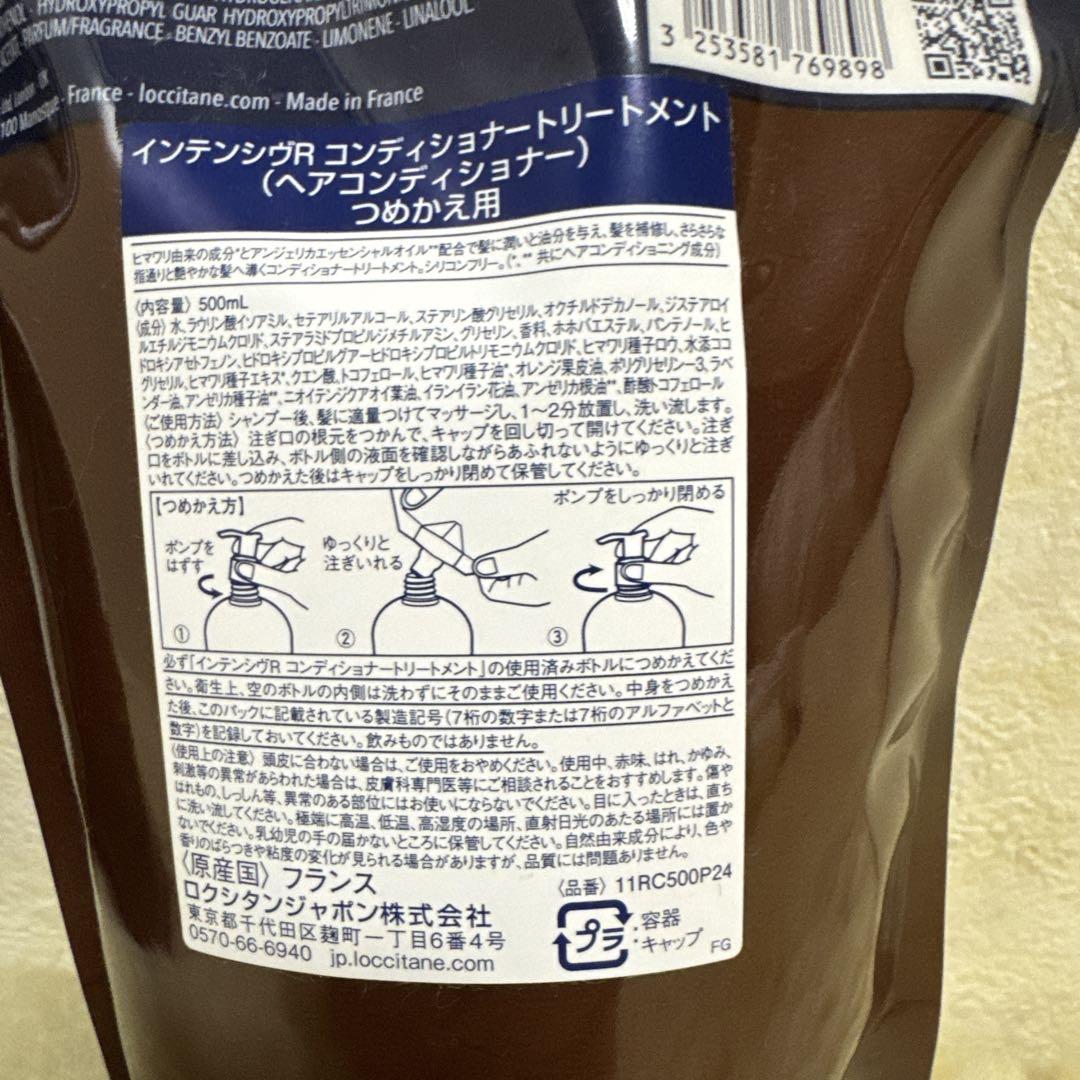 HYDROXYPROPYL GUAR HYDROXYPROPYLTRIMO
PARFUM/FRAGRANCE - BENZYL BENZOATE - LIMONENE - LINALOOL
100 Manosque - France - loccitane.com - Made in France
3 253581 769898
インテンシヴR コンディショナートリートメント
(ヘアコンディショナー)
つめかえ用
ヒマワリ由来の成分*とアンジェリカエッセンシャルオイル**配合で髪に潤いと油分を与え、髪を補修し、さらさらな
指通りと艶やかな髪へ導くコンディショナートリートメント。シリコンフリー。(*,** 共にヘアコンディショニング成分)
〈内容量〉 500mL
〈成分〉水、ラウリン酸イソアミル、セテアリルアルコール、ステアリン酸グリセリル、オクチルドデカノール、ジステアロイ
ルエチルジモニウムクロリド、ステアラミドプロピルジメチルアミン、グリセリン、香料、ホホバエステル、パンテノール、ヒ
ドロキシアセトフェノン、ヒドロキシプロピルグアーヒドロキシプロピルトリモニウムクロリド、ヒマワリ種子ロウ、水添ココ
グリセリル、ヒマワリ種子エキス*、クエン酸、トコフェロール、ヒマワリ種子油*、オレンジ果皮油、ポリグリセリン-3、ラベ
ンダー油、アンゼリカ種子油**、ニオイテンジクアオイ葉油、イランイラン花油、アンゼリカ根油**、酢酸トコフェロール
〈ご使用方法〉 シャンプー後、髪に適量つけてマッサージし、1〜2分放置し、洗い流します。
〈つめかえ方法〉 注ぎ口の根元をつかんで、キャップを回し切って開けてください。注ぎ
口をボトルに差し込み、ボトル側の液面を確認しながらあふれないようにゆっくりと注ぎ
いれてください。つめかえた後はキャップをしっかり閉めて保管してください。
【つめかえ方】
ポンプを
はずす
①
ゆっくりと
注ぎいれる
②
ポンプをしっかり閉める
③
必ず「インテンシヴR コンディショナートリートメント」の使用済みボトルにつめかえてくだ
さい。衛生上、空のボトルの内側は洗わずにそのままご使用ください。中身をつめかえ
た後、このパックに記載されている製造記号(7桁の数字または7桁のアルファベットと
数字)を記録しておいてください。飲みものではありません。
〈使用上の注意〉 頭皮に合わない場合は、ご使用をおやめください。使用中、赤味、はれ、かゆみ、
刺激等の異常があらわれた場合は、皮膚科専門医等にご相談されることをおすすめします。傷や
はれもの、しっしん等、異常のある部位にはお使いにならないでください。目に入ったときは、直ち
に洗い流してください。極端に高温、低温、高湿度の場所、直射日光のあたる場所には置か
ないでください。乳幼児の手の届かないところに保管してください。自然由来成分により、色や
香りのばらつきや粘度の変化が見られる場合がありますが、品質には問題ありません。
〈原産国〉 フランス
〈品番〉 11RC500P24
ロクシタンジャポン株式会社
東京都千代田区麹町一丁目6番4号
0570-66-6940 jp.loccitane.com
プラ
:容器
:キャップ
FG